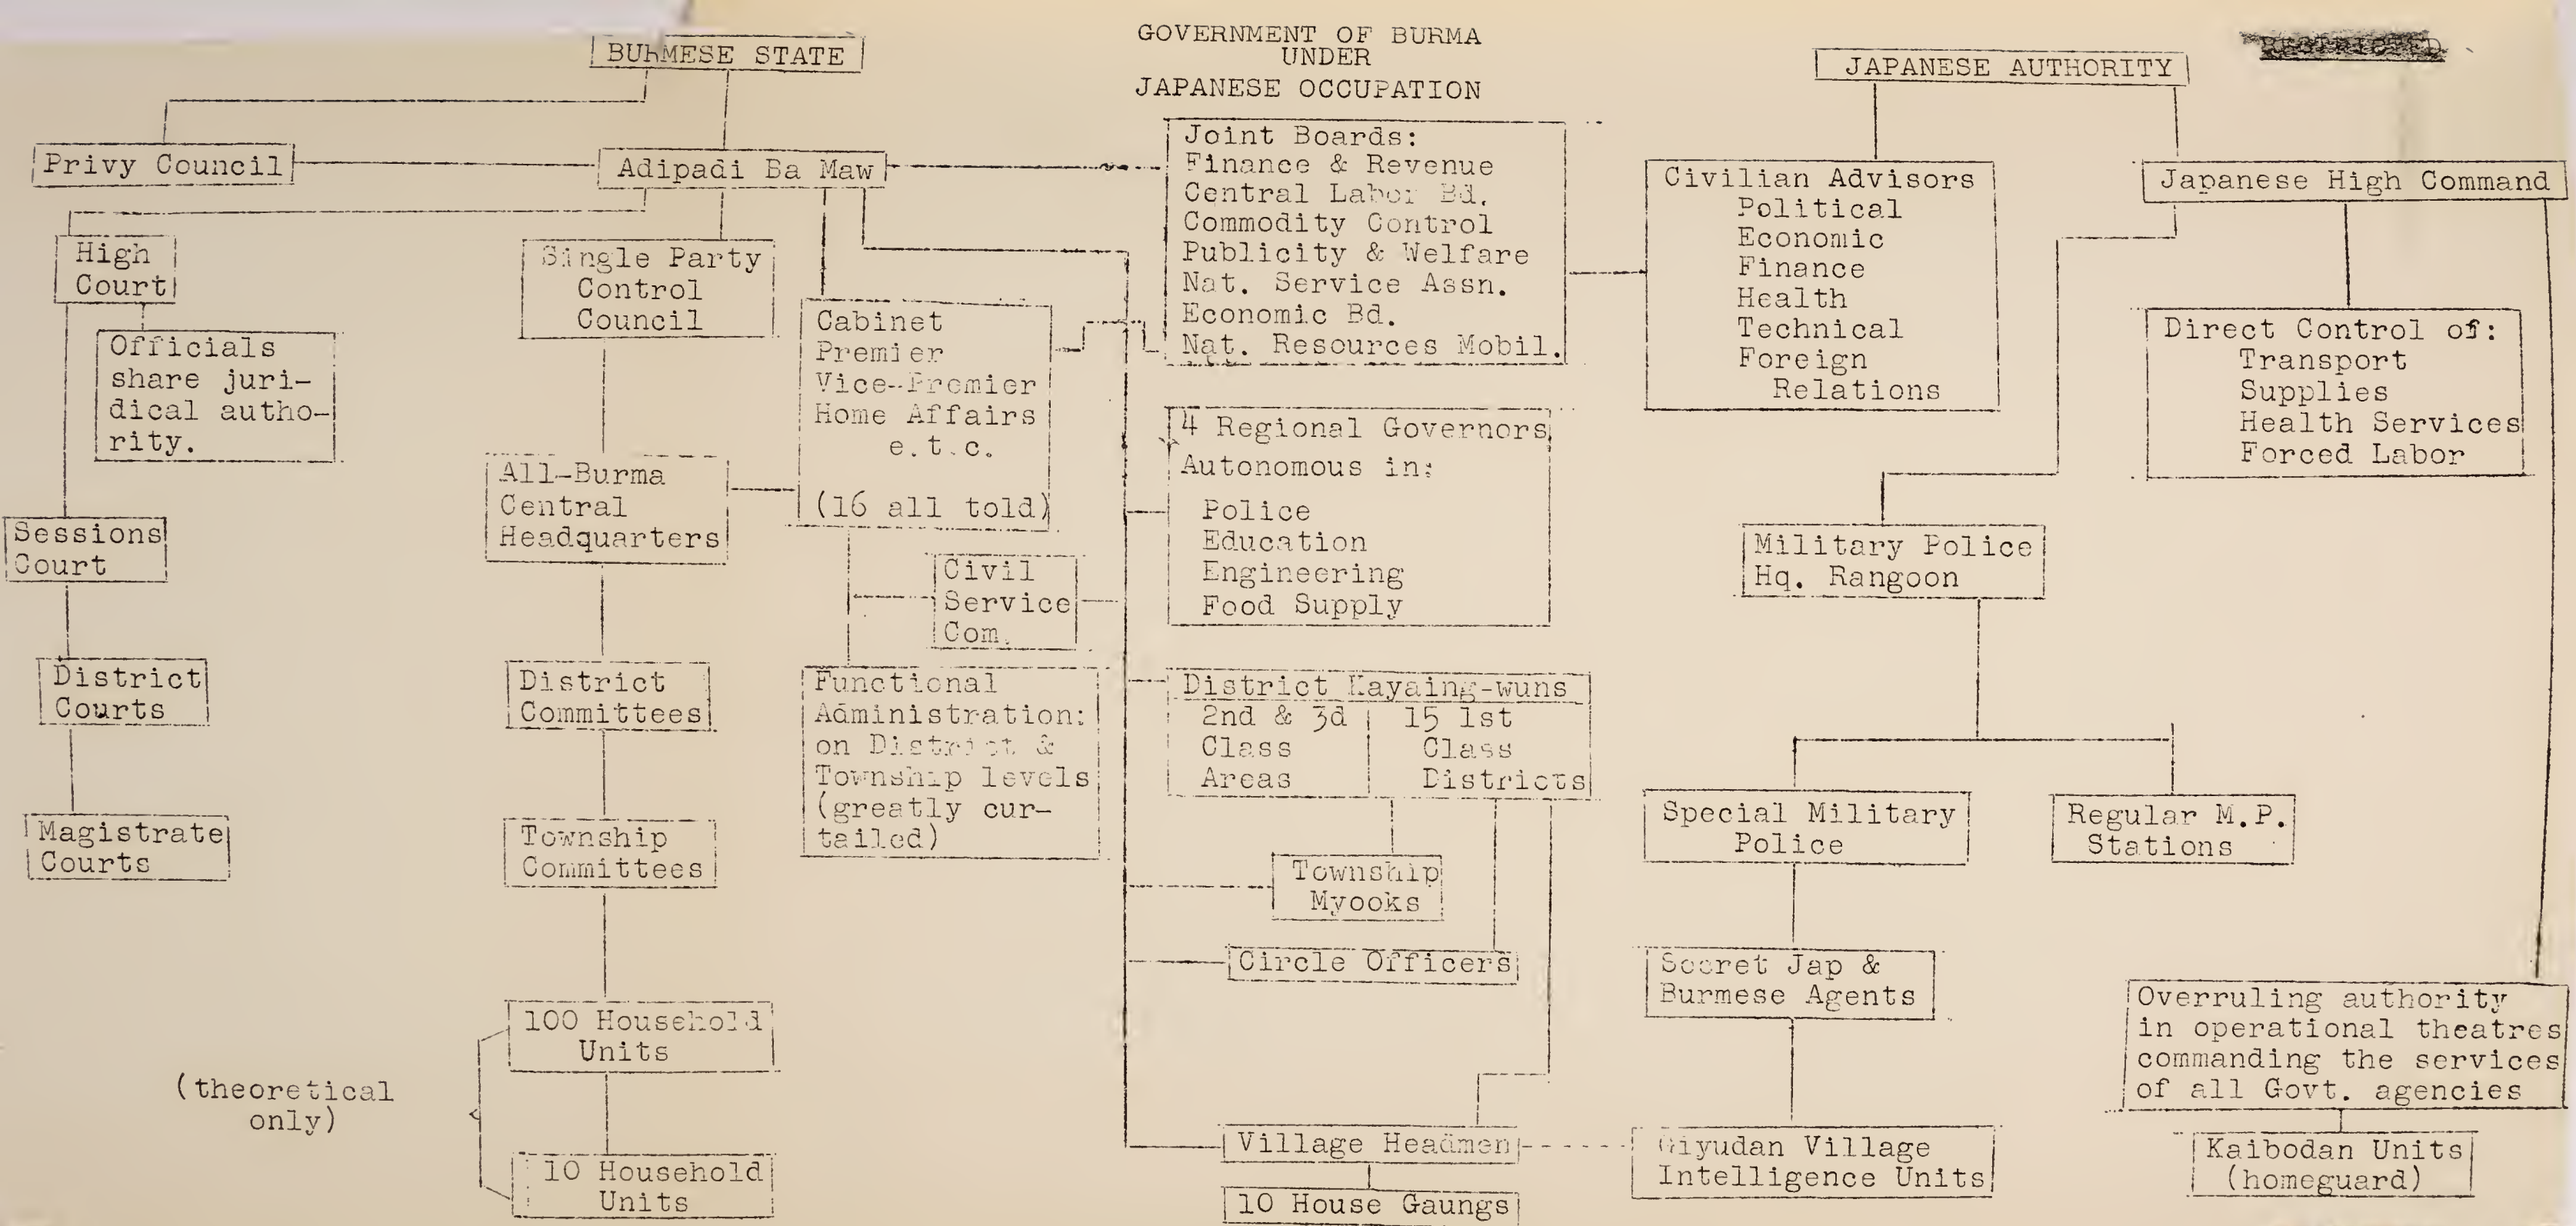 GOVERNMENT OF BURMA
UNDER
JAPANESE OCCUPATION
RESTRICTED
BURMESE STATE
JAPANESE AUTHORITY
Privy Council
Adipadi Ba Maw
Joint Boards:
Finance & Revenue
Central Labor Bd.
Commodity Control
Publicity & Welfare
Nat. Service Assn.
Economic Bd.
Nat. Resources Mobil.
Civilian Advisors
Political
Economic
Finance
Health
Technical
Foreign
Relations
Japanese High Command
High
Court
Officials
share juri-
dical autho-
rity.
Single Party
Control
Council
Cabinet
Premier
Vice-Premier
Home Affairs
e.t.c.
(16 all told)
Direct Control of:
Transport
Supplies
Health Services
Forced Labor
4 Regional Governors
Autonomous in:
Police
Education
Engineering
Food Supply
All-Burma
Central
Headquarters
Sessions
Court
Civil
Service
Com.
Military Police
Hq. Rangoon
District
Courts
District
Committees
Functional
Administration:
on District &
Township levels
(greatly cur-
tailed)
District Kayaing-wuns
2nd & 3d
Class
Areas
15 1st
Class
Districts
Magistrate
Courts
Township
Committees
Township
Myooks
Special Military
Police
Regular M.P.
Stations
Circle Officers
Secret Jap &
Burmese Agents
Overruling authority
in operational theatres
commanding the services
of all Govt. agencies
100 Household
Units
(theoretical
only)
10 Household
Units
Village Headmen
10 House Gaungs
Giyudan Village
Intelligence Units
Kaibodan Units
(homeguard)